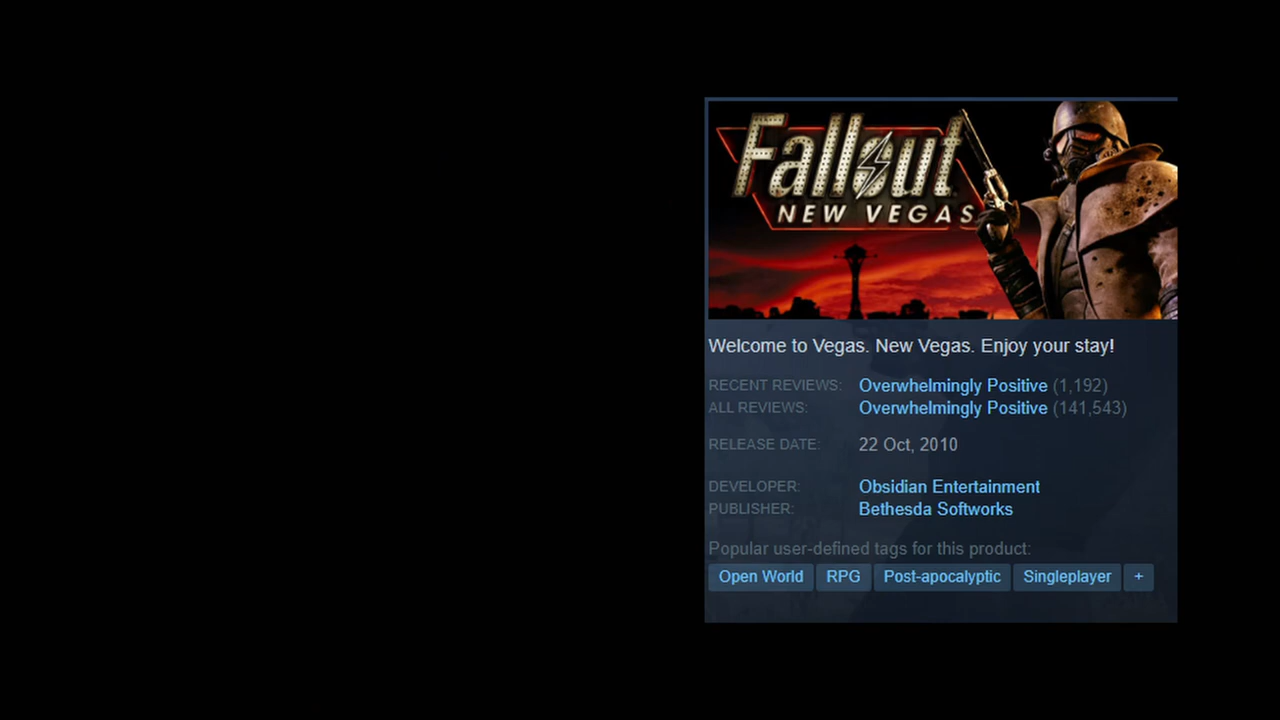 Fallout
NEW VEGAS
Welcome to Vegas. New Vegas. Enjoy your stay!
RECENT REVIEWS: Overwhelmingly Positive (1,192)
ALL REVIEWS: Overwhelmingly Positive (141,543)
RELEASE DATE: 22 Oct, 2010
DEVELOPER: Obsidian Entertainment
PUBLISHER: Bethesda Softworks
Popular user-defined tags for this product:
Open World RPG Post-apocalyptic Singleplayer +